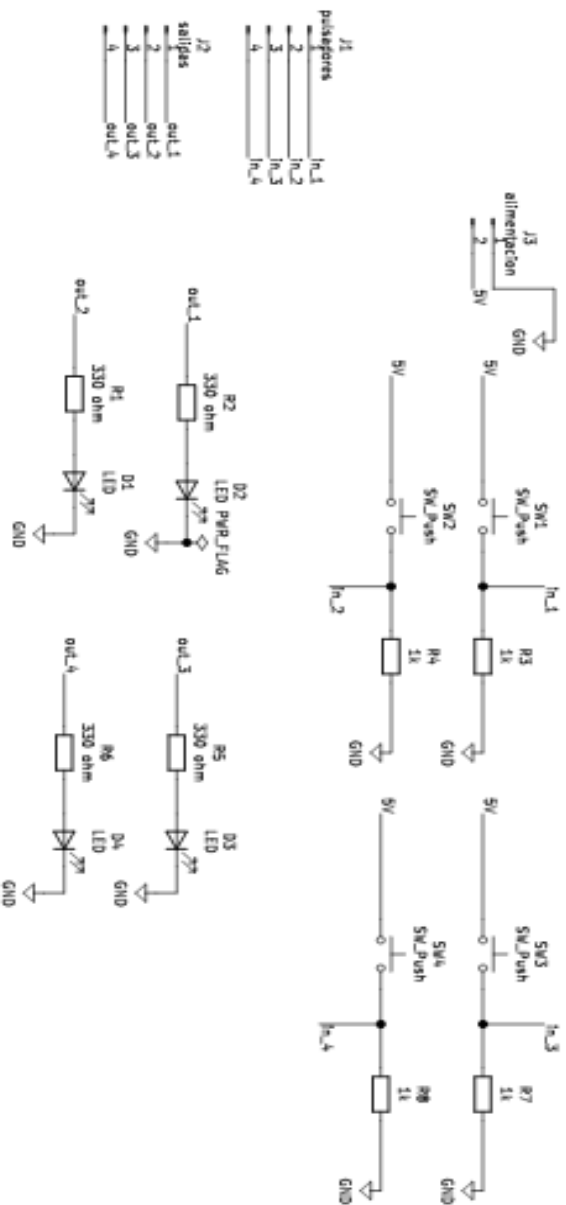 J1
pulsadores
1 in_1
2 in_2
3 in_3
4 in_4
J2
salidas
1 out_1
2 out_2
3 out_3
4 out_4
J3
alimentacion
1
2
GND
5V
5V
SW1
SW_Push
in_1
R3
1k
GND
5V
SW2
SW_Push
in_2
R4
1k
GND
5V
SW3
SW_Push
in_3
R7
1k
GND
5V
SW4
SW_Push
in_4
R8
1k
GND
out_1
R2
330 ohm
D2
LED
PWR_FLAG
GND
out_2
R1
330 ohm
D1
LED
GND
out_3
R5
330 ohm
D3
LED
GND
out_4
R6
330 ohm
D4
LED
GND